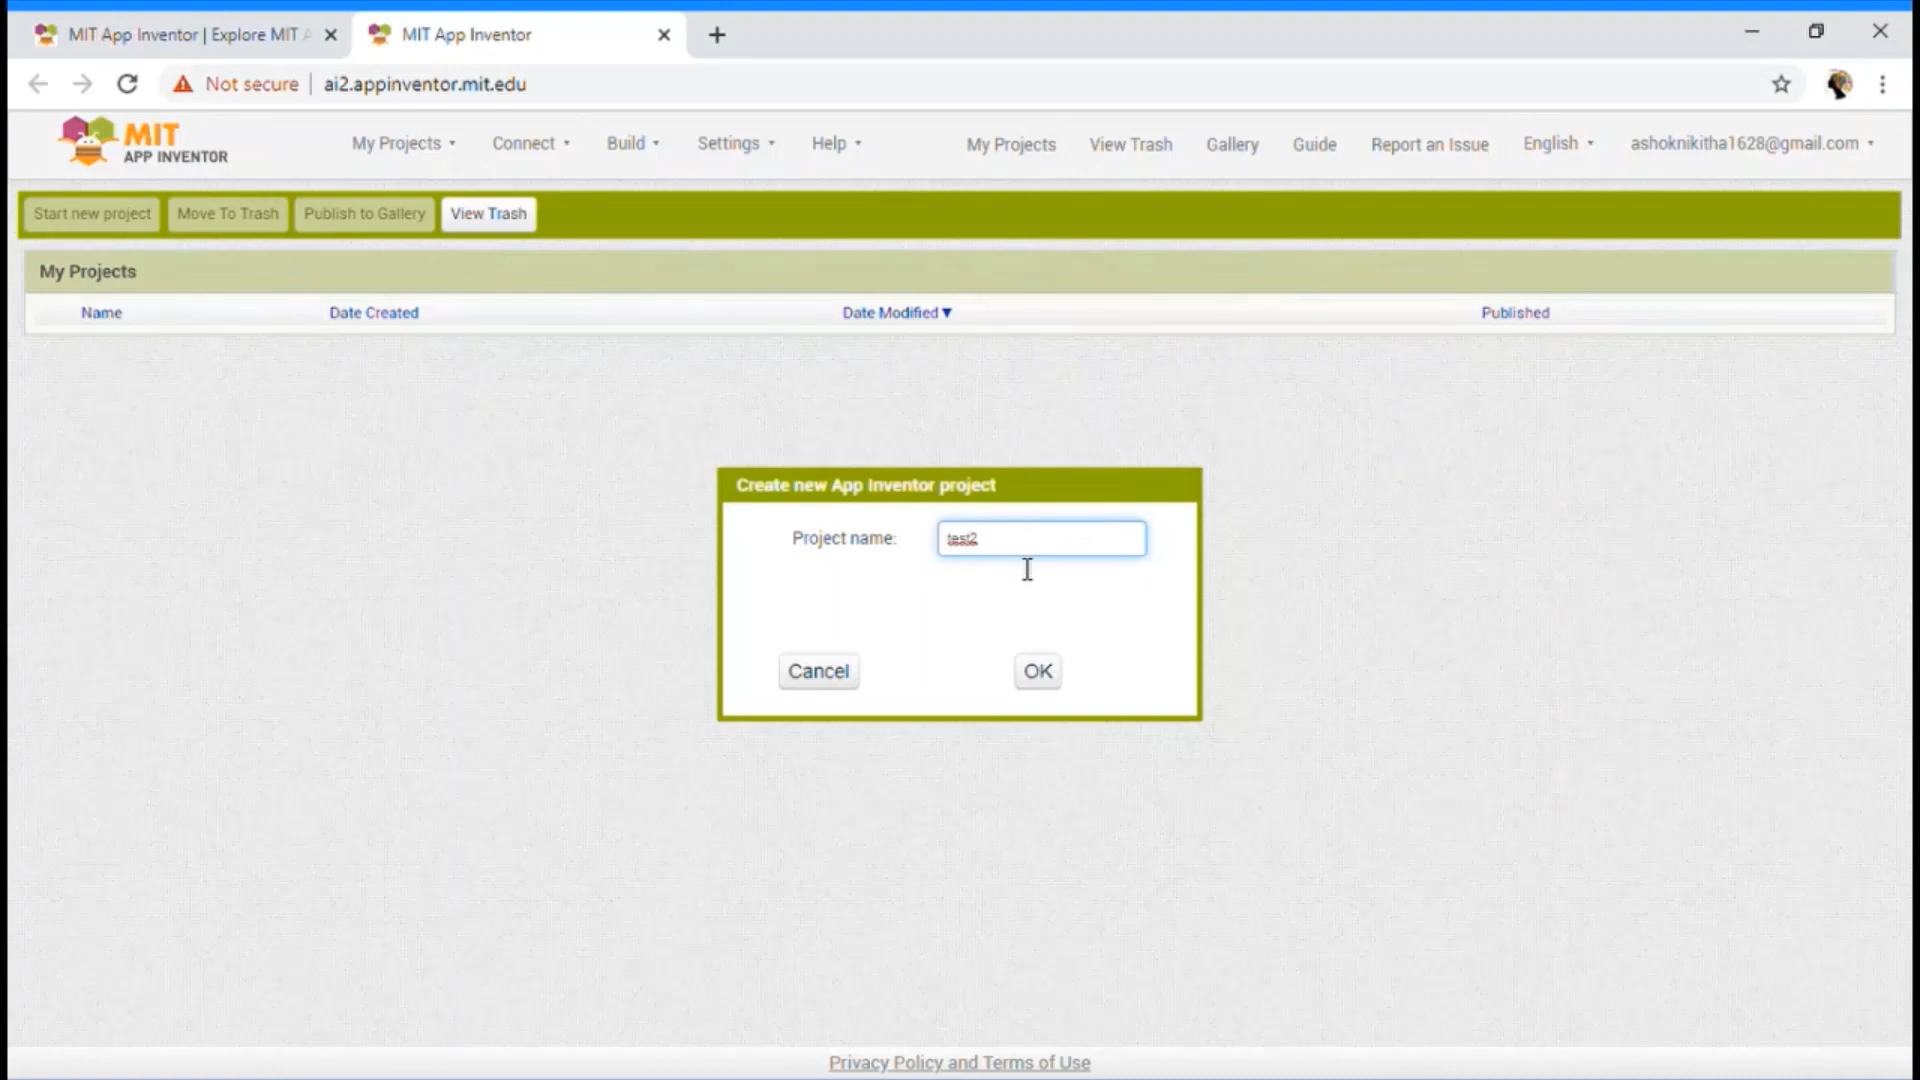 MIT App Inventor | Explore MIT A
MIT App Inventor
Not secure | ai2.appinventor.mit.edu
MIT
APP INVENTOR
My Projects
Connect
Build
Settings
Help
My Projects
View Trash
Gallery
Guide
Report an Issue
English
ashoknikitha1628@gmail.com
Start new project
Move To Trash
Publish to Gallery
View Trash
My Projects
Name
Date Created
Date Modified▼
Published
Create new App Inventor project
Project name:
test2
Cancel
OK
Privacy Policy and Terms of Use